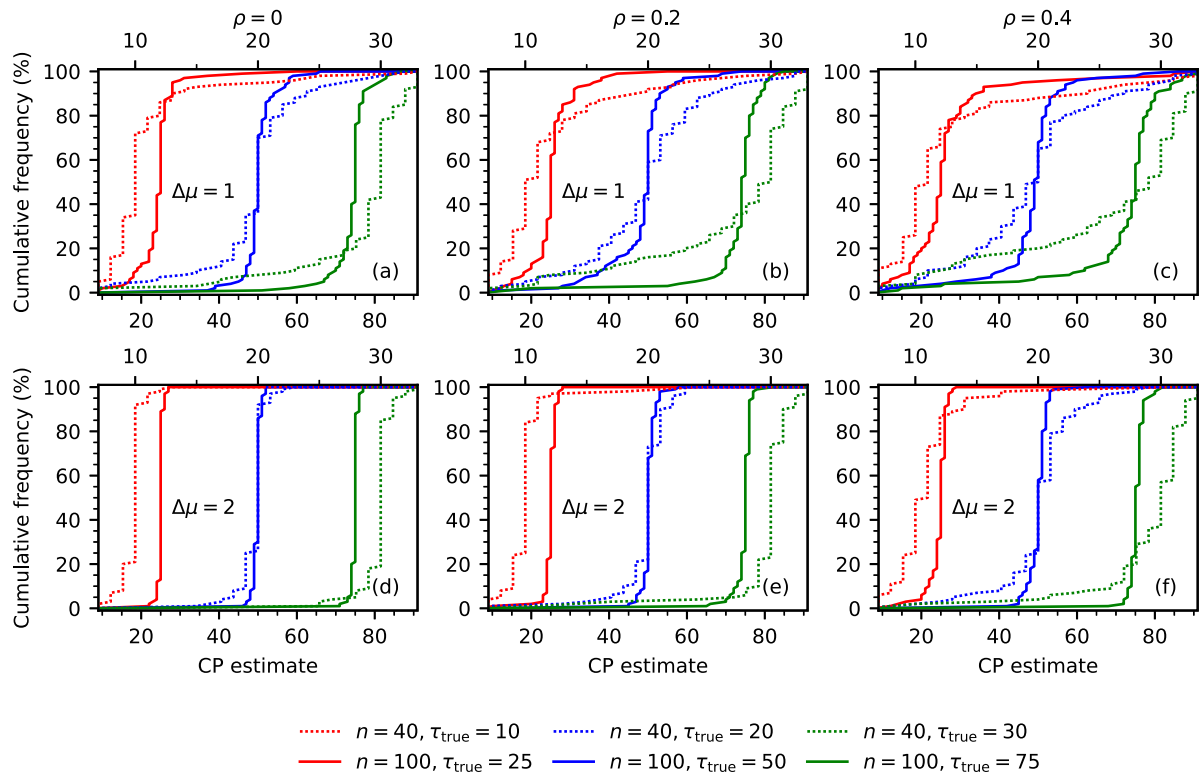 ρ = 0 ρ = 0.2 ρ = 0.4
10 20 30 10 20 30 10 20 30
Cumulative frequency (%)
100
80
60
40
20
0
Δμ = 1
(a)
Δμ = 1
(b)
Δμ = 1
(c)
20 40 60 80 20 40 60 80 20 40 60 80
10 20 30 10 20 30 10 20 30
Cumulative frequency (%)
100
80
60
40
20
0
Δμ = 2
(d)
Δμ = 2
(e)
Δμ = 2
(f)
20 40 60 80 20 40 60 80 20 40 60 80
CP estimate CP estimate CP estimate
n = 40, τtrue = 10 n = 40, τtrue = 20 n = 40, τtrue = 30
n = 100, τtrue = 25 n = 100, τtrue = 50 n = 100, τtrue = 75